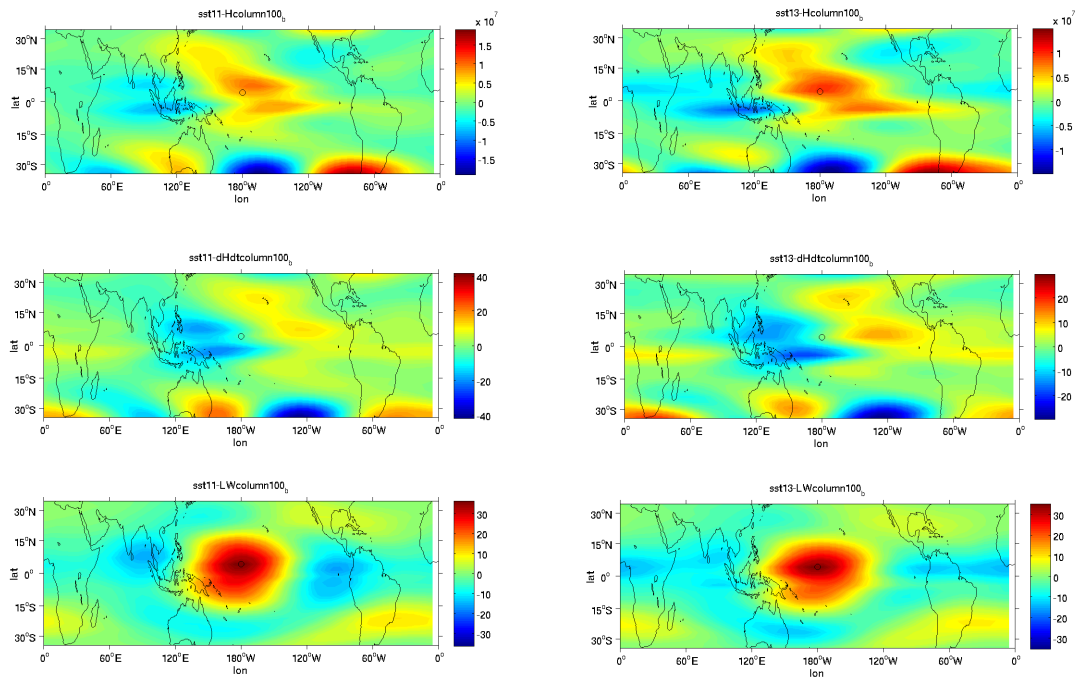 sst11-Hcolumn100b
x 10^7
30°N
15°N
0°
15°S
30°S
lat
0° 60°E 120°E 180°W 120°W 60°W 0°
lon
1.5
1
0.5
0
-0.5
-1
-1.5
sst13-Hcolumn100b
x 10^7
30°N
15°N
0°
15°S
30°S
lat
0° 60°E 120°E 180°W 120°W 60°W 0°
lon
1
0.5
0
-0.5
-1
sst11-dHdtcolumn100b
30°N
15°N
0°
15°S
30°S
lat
0° 60°E 120°E 180°W 120°W 60°W 0°
lon
40
20
0
-20
-40
sst13-dHdtcolumn100b
30°N
15°N
0°
15°S
30°S
lat
0° 60°E 120°E 180°W 120°W 60°W 0°
lon
20
10
0
-10
-20
sst11-LWcolumn100b
30°N
15°N
0°
15°S
30°S
lat
0° 60°E 120°E 180°W 120°W 60°W 0°
lon
30
20
10
0
-10
-20
-30
sst13-LWcolumn100b
30°N
15°N
0°
15°S
30°S
lat
0° 60°E 120°E 180°W 120°W 60°W 0°
lon
30
20
10
0
-10
-20
-30